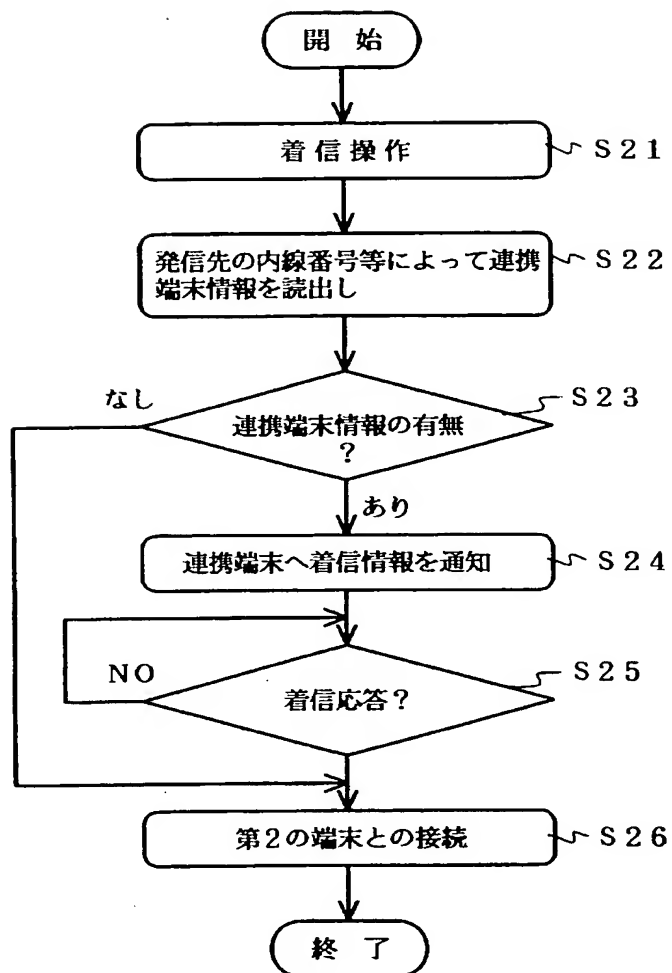 開 始
着信操作
S21
発信先の内線番号等によって連携
端末情報を読出し
S22
なし
連携端末情報の有無
?
S23
あり
連携端末へ着信情報を通知
S24
NO
着信応答?
S25
第2の端末との接続
S26
終 了